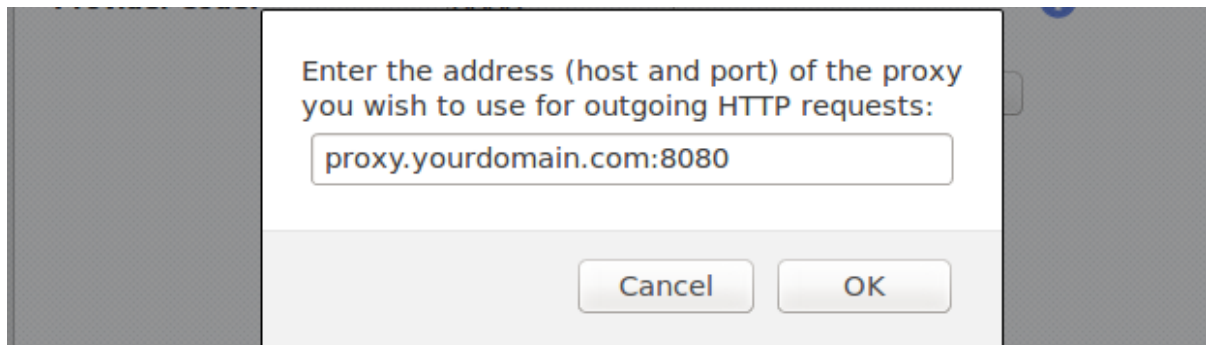 Enter the address (host and port) of the proxy
you wish to use for outgoing HTTP requests:
proxy.yourdomain.com:8080
Cancel OK